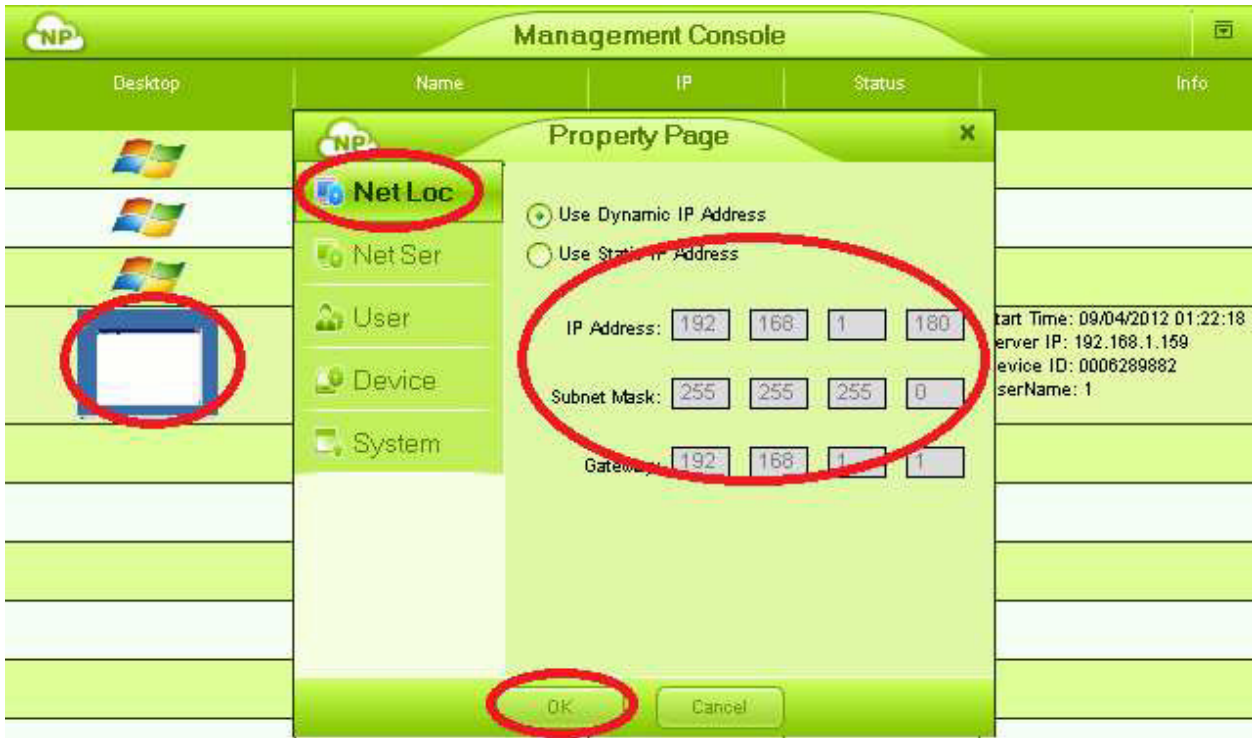 NP
Management Console
Desktop Name IP Status Info
NP
Property Page
Net Loc
Use Dynamic IP Address
Net Ser
Use Static IP Address
User
IP Address: 192 168 1 180
tart Time: 09/04/2012 01:22:18
erver IP: 192.168.1.159
evice ID: 0006289882
serName: 1
Device
Subnet Mask: 255 255 255 0
System
Gateway: 192 168 1 1
OK Cancel